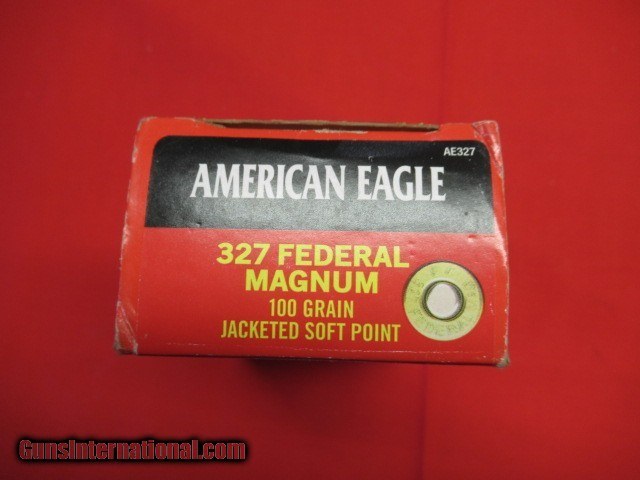 AE327
AMERICAN EAGLE
327 FEDERAL
MAGNUM
100 GRAIN
JACKETED SOFT POINT
GunsInternational.com